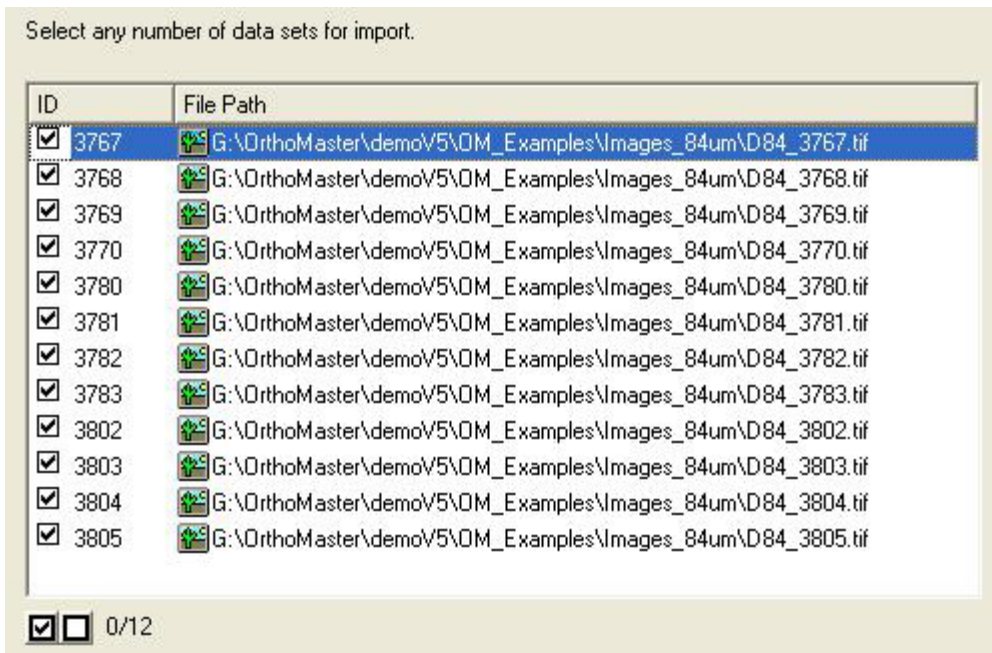 Select any number of data sets for import.
ID File Path
3767 G:\OrthoMaster\demoV5\OM_Examples\Images_84um\D84_3767.tif
3768 G:\OrthoMaster\demoV5\OM_Examples\Images_84um\D84_3768.tif
3769 G:\OrthoMaster\demoV5\OM_Examples\Images_84um\D84_3769.tif
3770 G:\OrthoMaster\demoV5\OM_Examples\Images_84um\D84_3770.tif
3780 G:\OrthoMaster\demoV5\OM_Examples\Images_84um\D84_3780.tif
3781 G:\OrthoMaster\demoV5\OM_Examples\Images_84um\D84_3781.tif
3782 G:\OrthoMaster\demoV5\OM_Examples\Images_84um\D84_3782.tif
3783 G:\OrthoMaster\demoV5\OM_Examples\Images_84um\D84_3783.tif
3802 G:\OrthoMaster\demoV5\OM_Examples\Images_84um\D84_3802.tif
3803 G:\OrthoMaster\demoV5\OM_Examples\Images_84um\D84_3803.tif
3804 G:\OrthoMaster\demoV5\OM_Examples\Images_84um\D84_3804.tif
3805 G:\OrthoMaster\demoV5\OM_Examples\Images_84um\D84_3805.tif
0/12